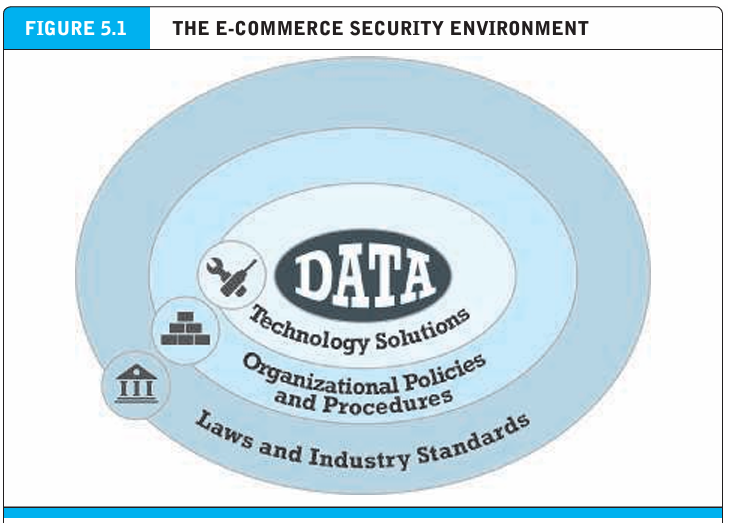 FIGURE 5.1 THE E-COMMERCE SECURITY ENVIRONMENT
DATA
Technology Solutions
Organizational Policies
and Procedures
Laws and Industry Standards